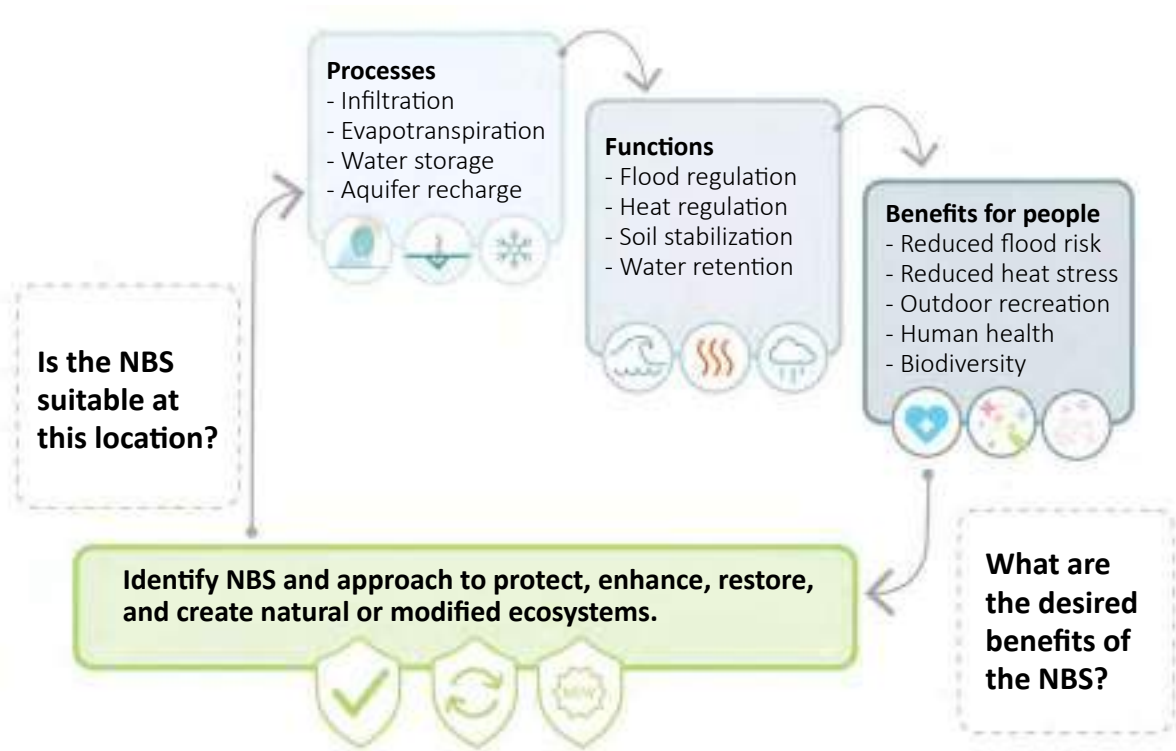 Processes
- Infiltration
- Evapotranspiration
- Water storage
- Aquifer recharge
Functions
- Flood regulation
- Heat regulation
- Soil stabilization
- Water retention
Benefits for people
- Reduced flood risk
- Reduced heat stress
- Outdoor recreation
- Human health
- Biodiversity
Is the NBS
suitable at
this location?
Identify NBS and approach to protect, enhance, restore,
and create natural or modified ecosystems.
NEW
What are
the desired
benefits of
the NBS?